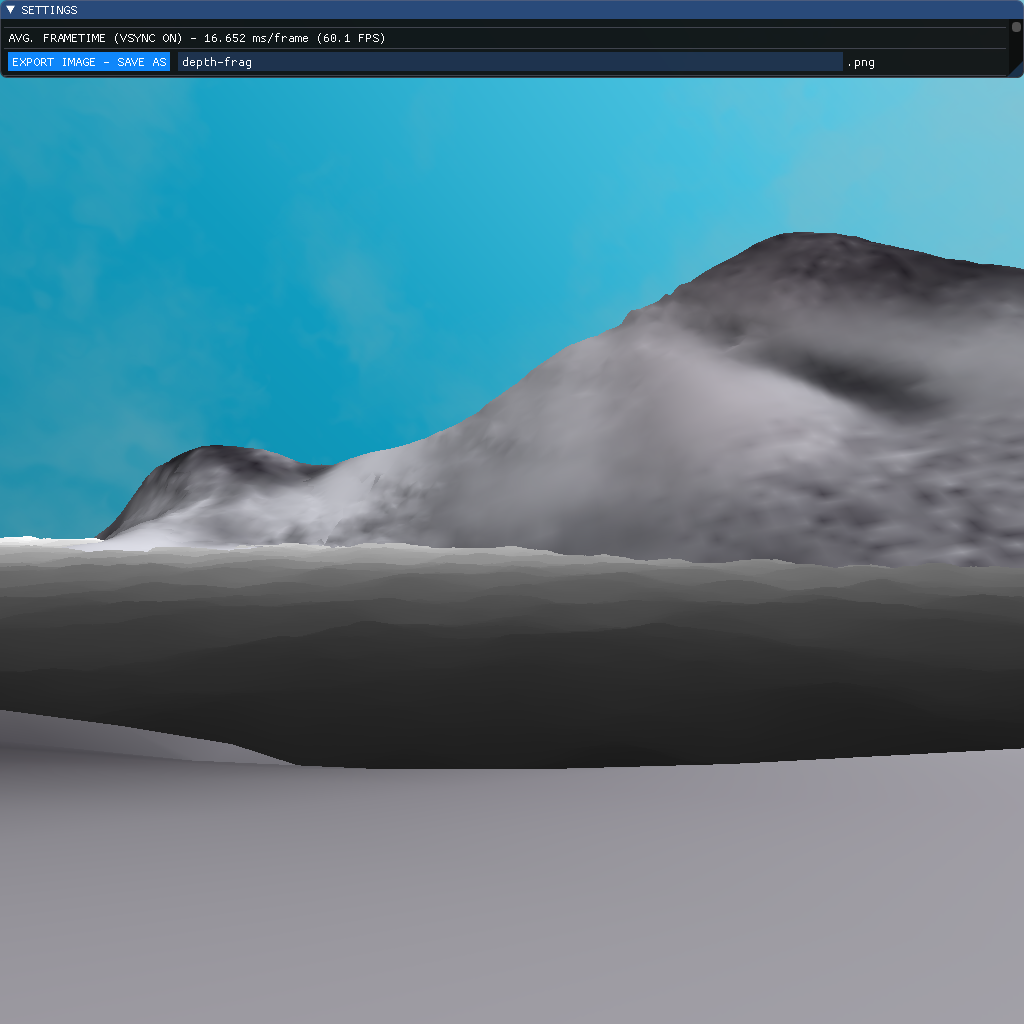 SETTINGS
AVG. FRAMETIME (VSYNC ON) - 16.652 ms/frame (60.1 FPS)
EXPORT IMAGE - SAVE AS depth-frag .png